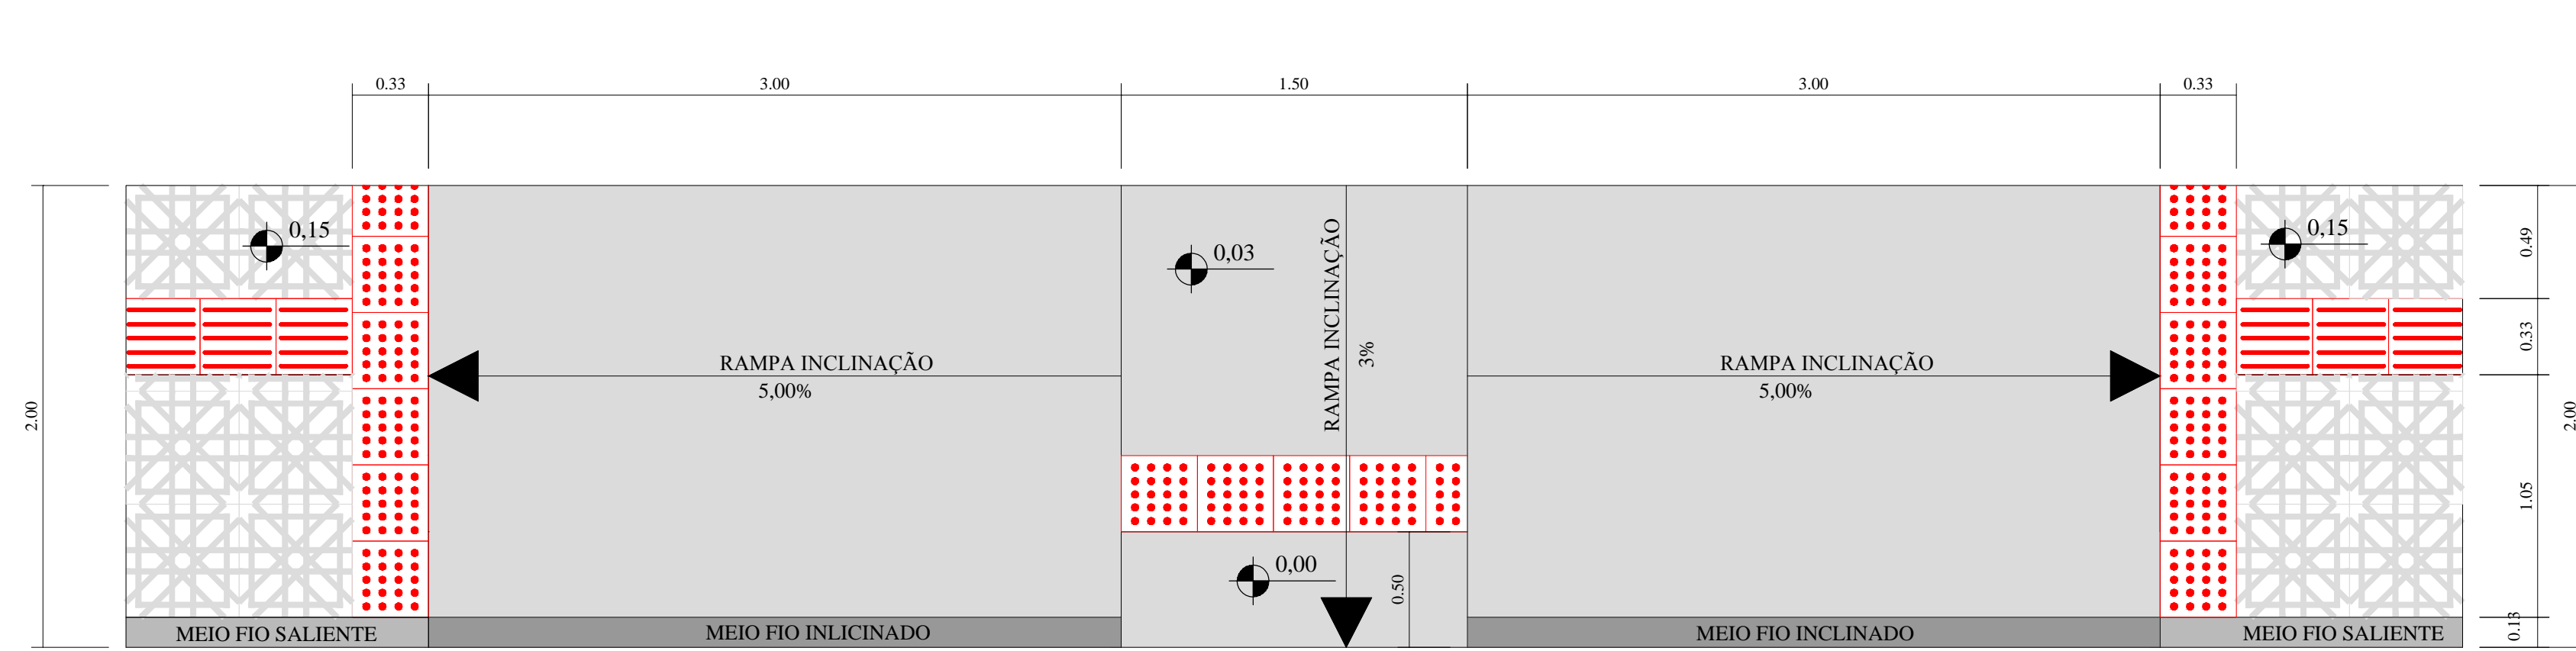 0.33
3.00
1.50
3.00
0.33
0,15
0,03
0,15
RAMPA INCLINAÇÃO
3%
0.49
0.33
RAMPA INCLINAÇÃO
5,00%
RAMPA INCLINAÇÃO
5,00%
2.00
2.00
1.05
0,00
0.50
0.13
MEIO FIO SALIENTE
MEIO FIO INLICINADO
MEIO FIO INCLINADO
MEIO FIO SALIENTE